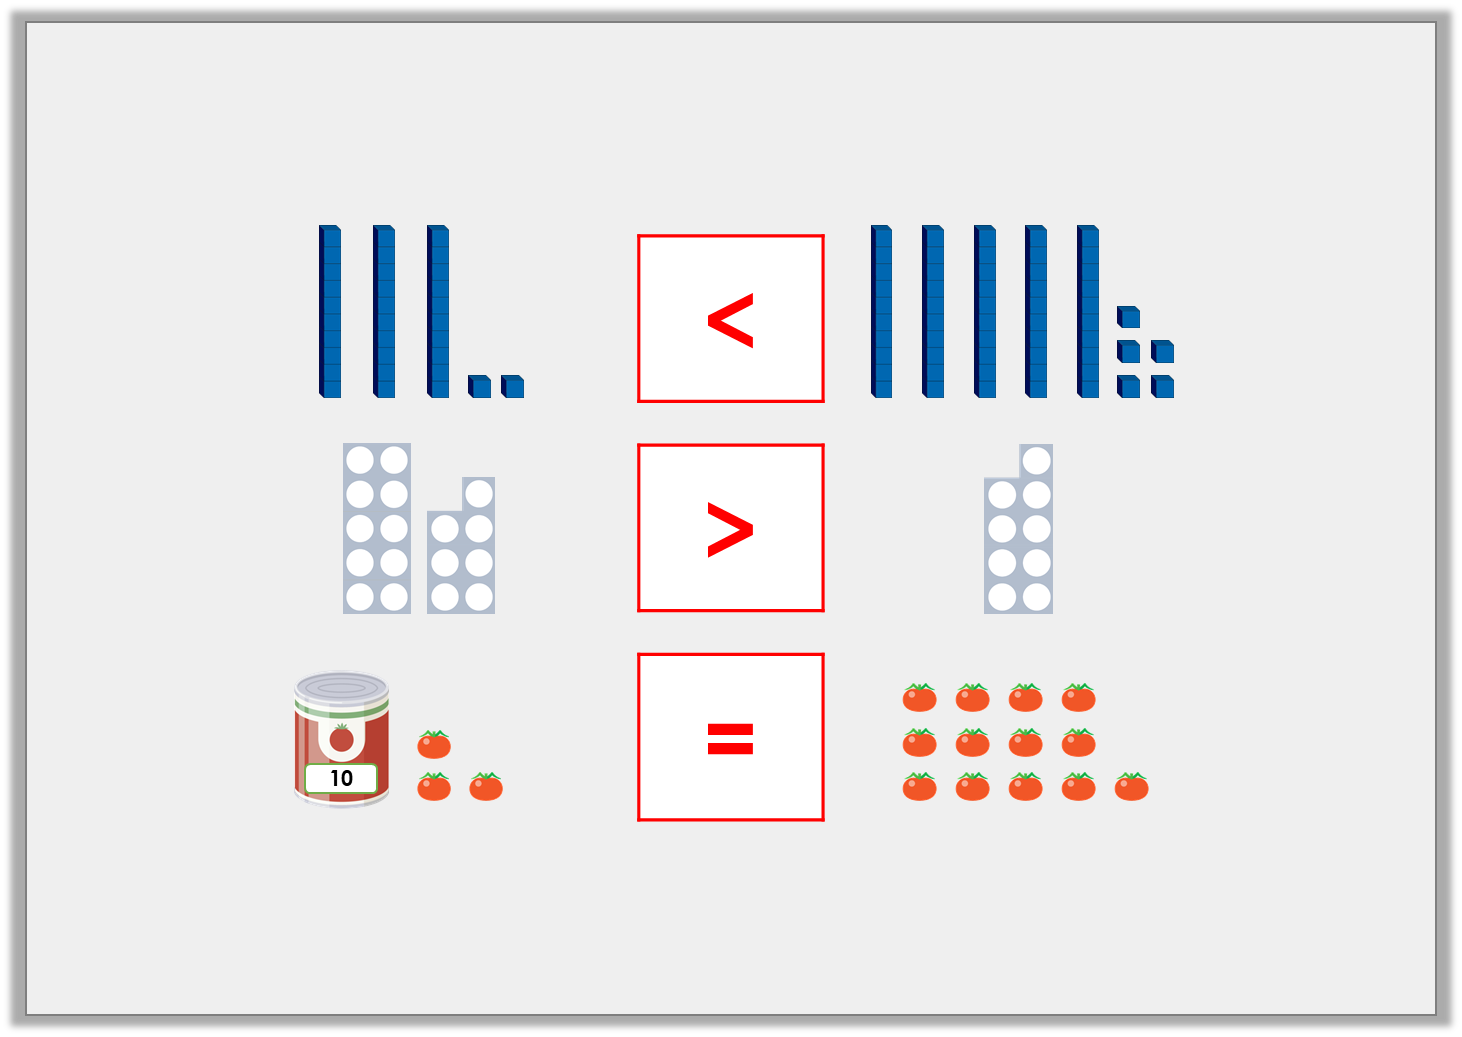 <
>
10
=